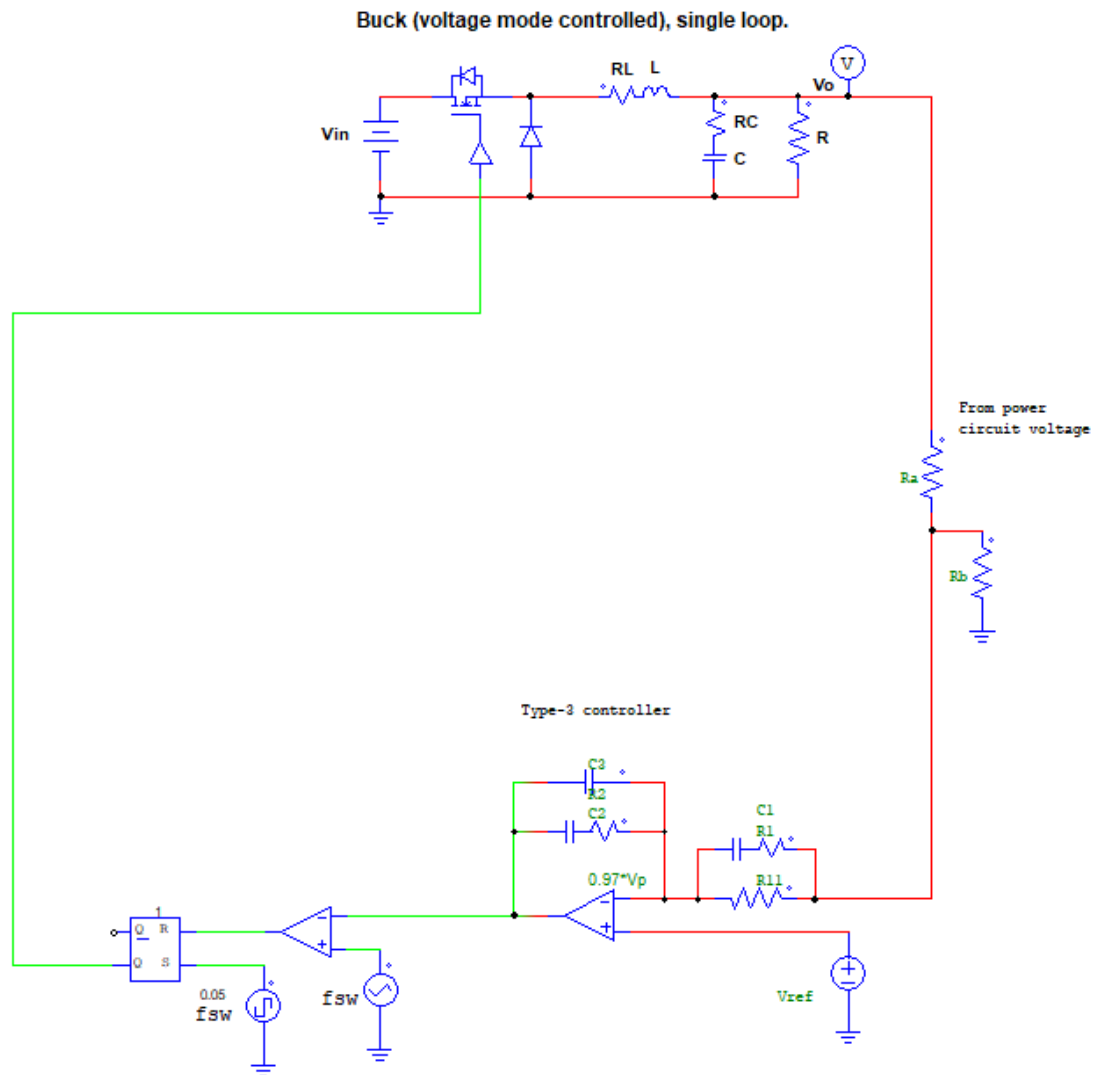 Buck (voltage mode controlled), single loop.
RL L
V
Vo
Vin
RC
R
C
From power
circuit voltage
Ra
Rb
Type-3 controller
C3
R2
C2
C1
R1
0.97*Vp
R11
-
+
1
Q R
Q S
-
+
Vref
0.05
fsw
fsw